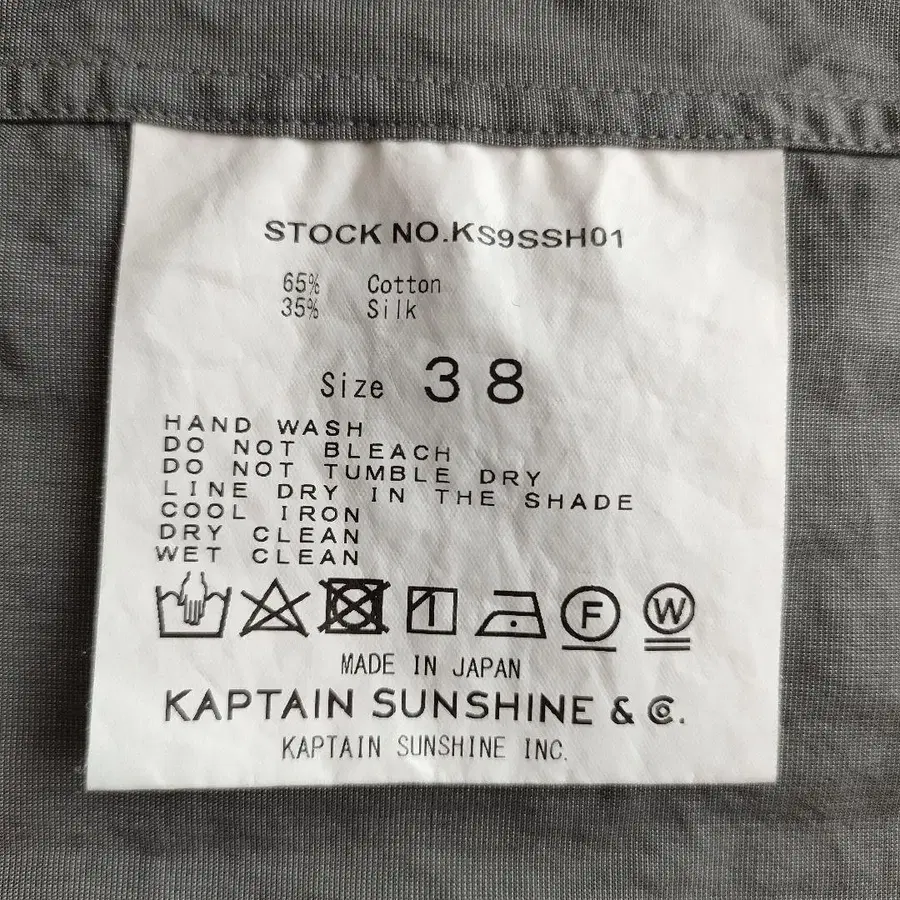 STOCK NO.KS9SSH01
65% Cotton
35% Silk
Size 38
HAND WASH
DO NOT BLEACH
DO NOT TUMBLE DRY
LINE DRY IN THE SHADE
COOL IRON
DRY CLEAN
WET CLEAN
F W
MADE IN JAPAN
KAPTAIN SUNSHINE & Co.
KAPTAIN SUNSHINE INC.